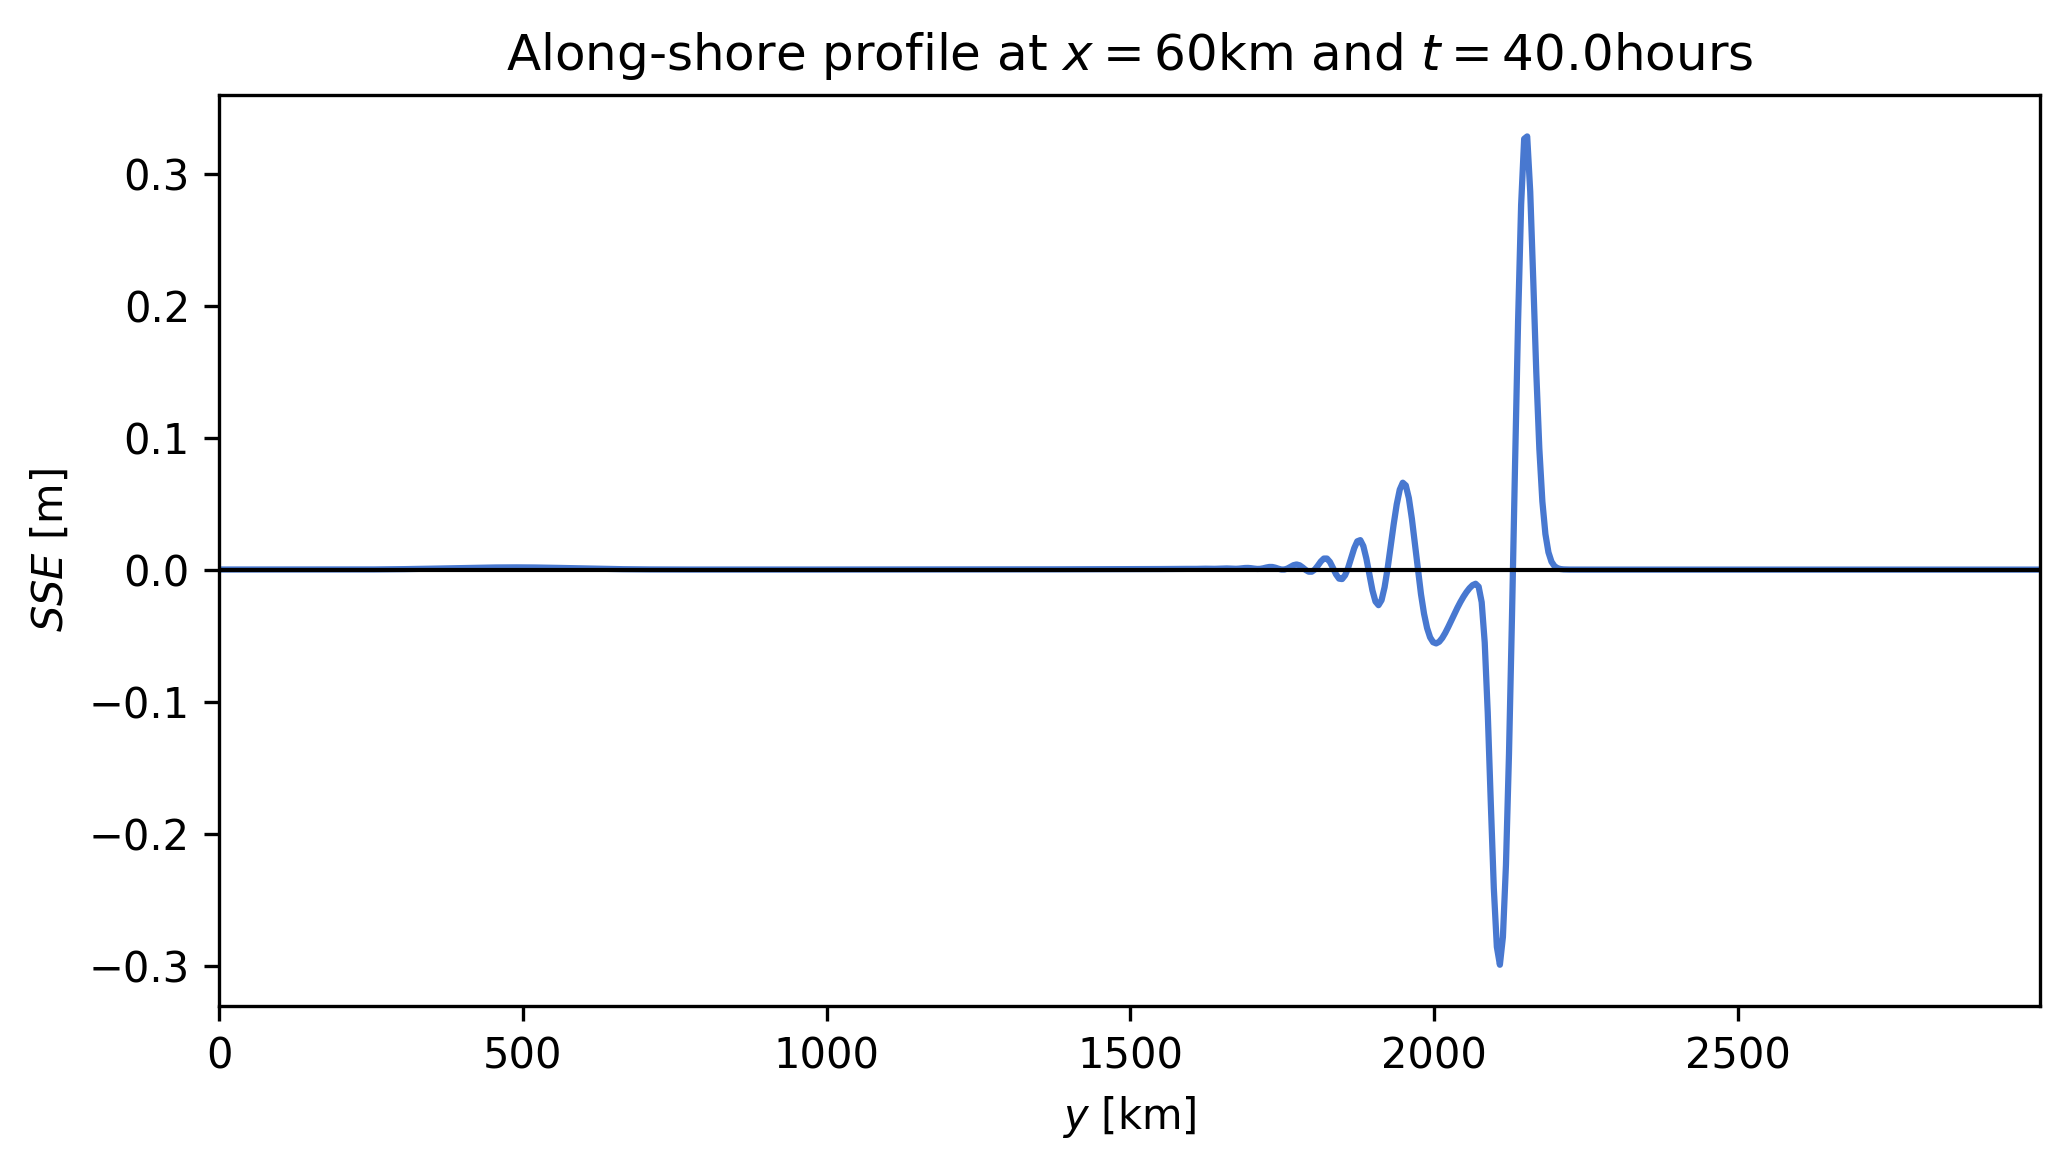 Along-shore profile at x = 60km and t = 40.0hours
SSE [m]
0.3
0.2
0.1
0.0
−0.1
−0.2
−0.3
0 500 1000 1500 2000 2500
y [km]